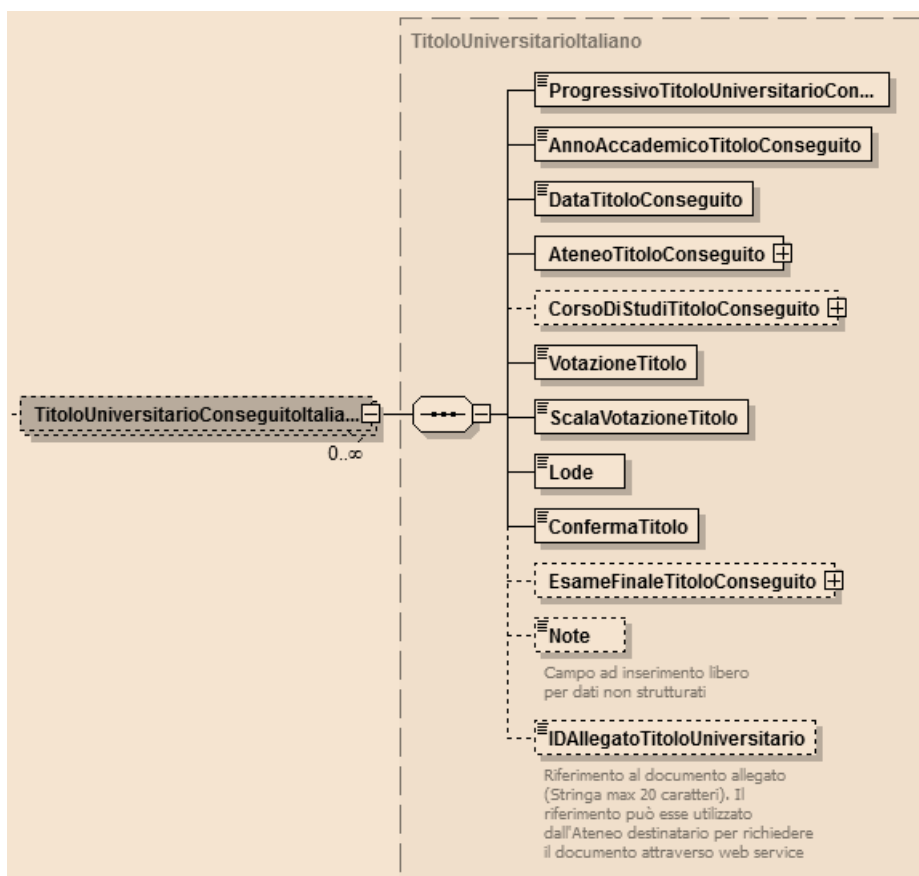 TitoloUniversitarioItaliano
ProgressivoTitoloUniversitarioCon...
AnnoAccademicoTitoloConseguito
DataTitoloConseguito
AteneoTitoloConseguito
CorsoDiStudiTitoloConseguito
VotazioneTitolo
TitoloUniversitarioConseguitoItalia...
0..∞
ScalaVotazioneTitolo
Lode
ConfermaTitolo
EsameFinaleTitoloConseguito
Note
Campo ad inserimento libero
per dati non strutturati
IDAllegatoTitoloUniversitario
Riferimento al documento allegato
(Stringa max 20 caratteri). Il
riferimento può esse utilizzato
dall'Ateneo destinatario per richiedere
il documento attraverso web service